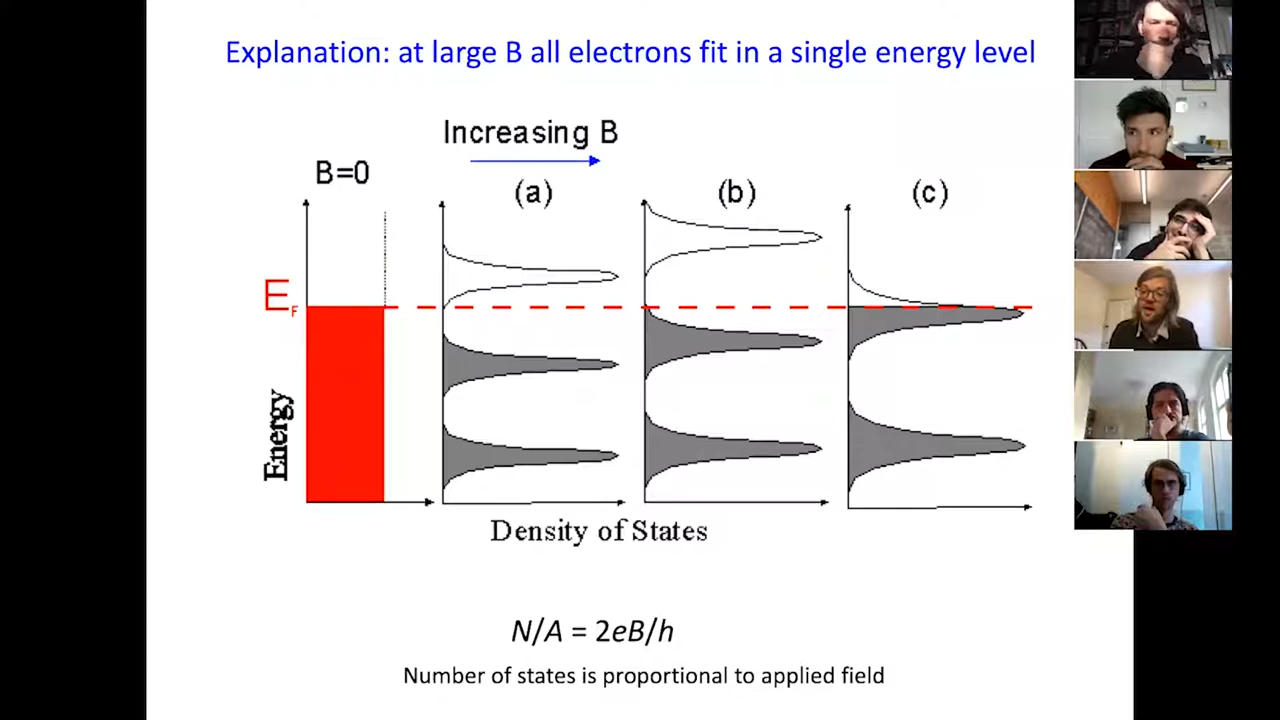 Explanation: at large B all electrons fit in a single energy level
Increasing B
B=0
(a)
(b)
(c)
E_F
Energy
Density of States
N/A = 2eB/h
Number of states is proportional to applied field